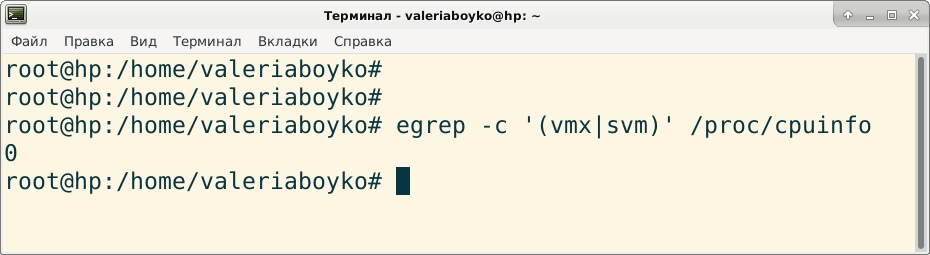 Терминал - valeriaboyko@hp: ~
Файл Правка Вид Терминал Вкладки Справка
root@hp:/home/valeriaboyko#
root@hp:/home/valeriaboyko#
root@hp:/home/valeriaboyko# egrep -c '(vmx|svm)' /proc/cpuinfo
0
root@hp:/home/valeriaboyko#